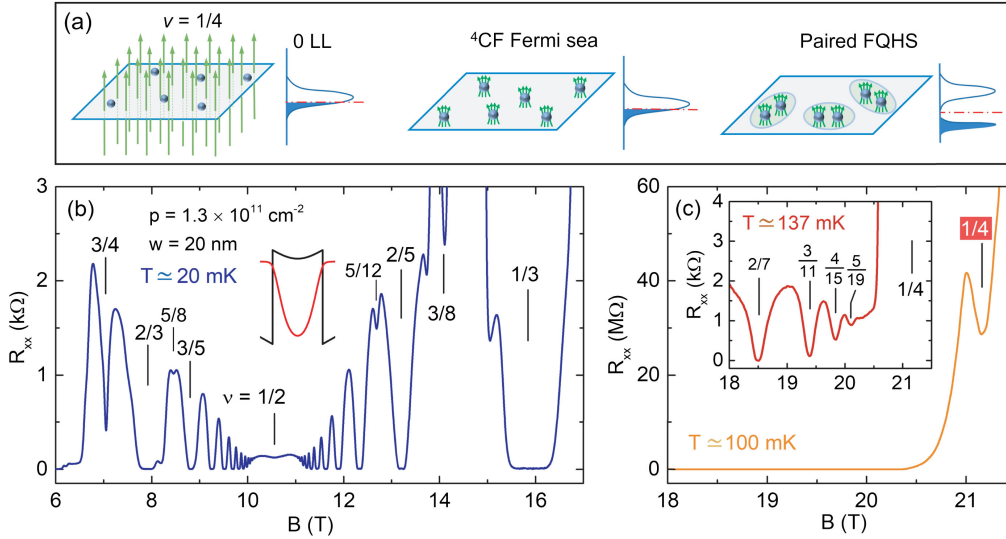 (a)
ν = 1/4
0 LL
⁴CF Fermi sea
Paired FQHS
(b)
p = 1.3 × 10¹¹ cm⁻²
w = 20 nm
T ≃ 20 mK
3/4
2/3
5/8
3/5
ν = 1/2
5/12
2/5
3/8
1/3
Rxx (kΩ)
3
2
1
0
6
8
10
12
14
16
B (T)
(c)
T ≃ 137 mK
2/7
3/11
4/15
5/19
1/4
Rxx (kΩ)
4
3
2
1
0
18
19
20
21
1/4
T ≃ 100 mK
Rxx (MΩ)
60
40
20
0
18
19
20
21
B (T)